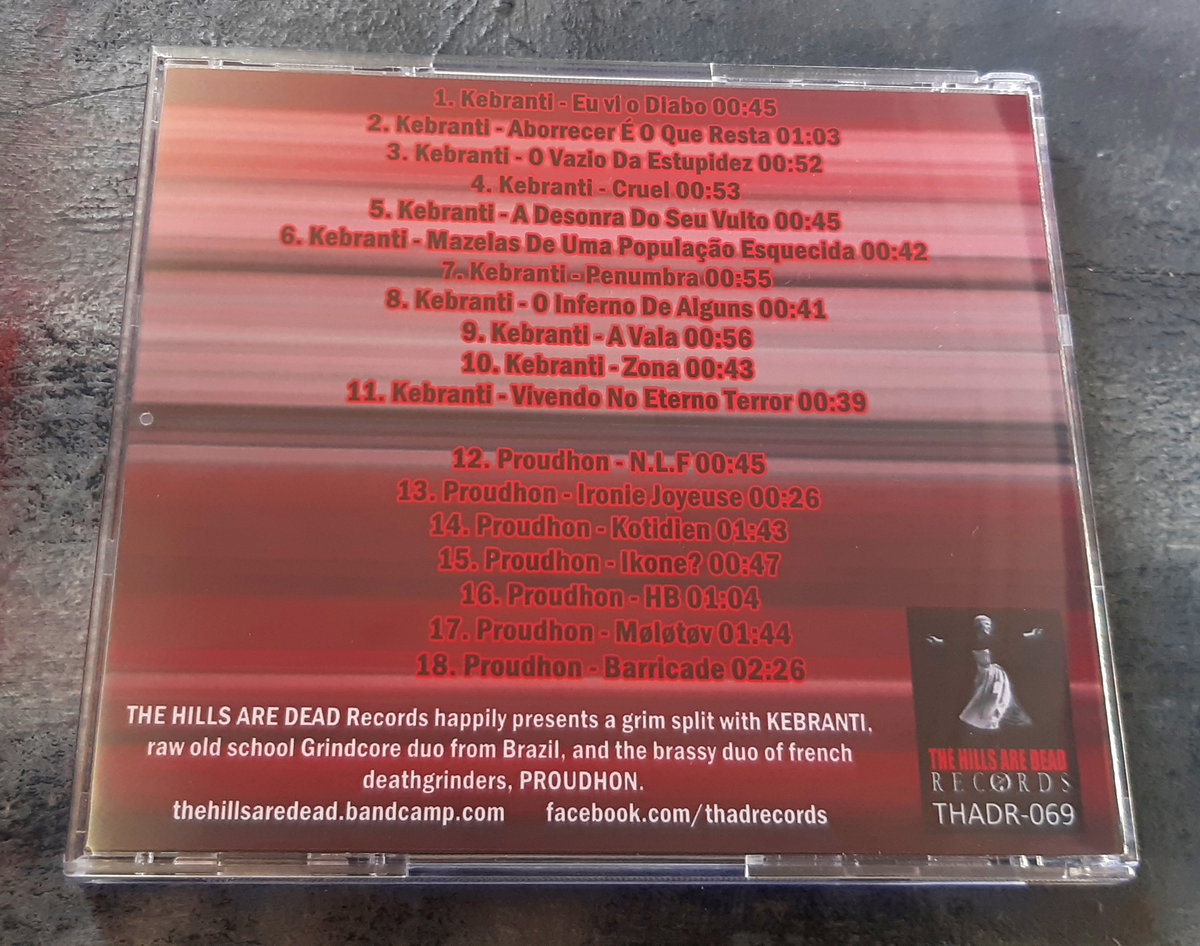 1. Kebranti - Eu vi o Diabo 00:45
2. Kebranti - Aborrecer É O Que Resta 01:03
3. Kebranti - O Vazio Da Estupidez 00:52
4. Kebranti - Cruel 00:53
5. Kebranti - A Desonra Do Seu Vulto 00:45
6. Kebranti - Mazelas De Uma População Esquecida 00:42
7. Kebranti - Penumbra 00:55
8. Kebranti - O Inferno De Alguns 00:41
9. Kebranti - A Vala 00:56
10. Kebranti - Zona 00:43
11. Kebranti - Vivendo No Eterno Terror 00:39
12. Proudhon - N.L.F 00:45
13. Proudhon - Ironie Joyeuse 00:26
14. Proudhon - Kotidien 01:43
15. Proudhon - Ikone? 00:47
16. Proudhon - HB 01:04
17. Proudhon - Møløtøv 01:44
18. Proudhon - Barricade 02:26
THE HILLS ARE DEAD Records happily presents a grim split with KEBRANTI,
raw old school Grindcore duo from Brazil, and the brassy duo of french
deathgrinders, PROUDHON.
thehillsaredead.bandcamp.com facebook.com/thadrecords
THE HILLS ARE DEAD
RECORDS
THADR-069